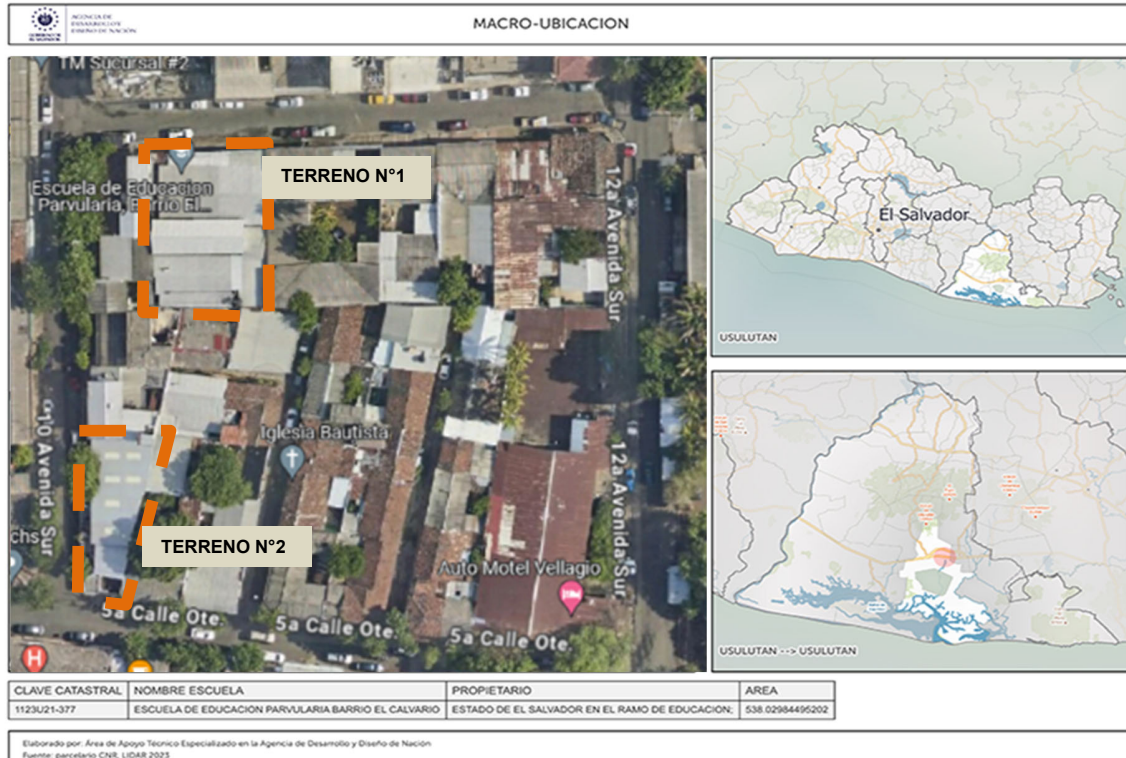 GOBIERNO DE
EL SALVADOR
AGENCIA DE
DESARROLLO Y
DISEÑO DE NACIÓN
MACRO-UBICACION
TM Sucursal #2
TERRENO N°1
Escuela de Educacion
Parvularia, Barrio El...
12a Avenida Sur
El Salvador
USULUTAN
10 Avenida Sur
Iglesia Bautista
12a Avenida Sur
chs
TERRENO N°2
Auto Motel Vellagio
5a Calle Ote.
5a Calle Ote.
5a Calle Ote.
H
USULUTAN --> USULUTAN
CLAVE CATASTRAL NOMBRE ESCUELA PROPIETARIO AREA
1123U21-377 ESCUELA DE EDUCACION PARVULARIA BARRIO EL CALVARIO ESTADO DE EL SALVADOR EN EL RAMO DE EDUCACION; 538.02984495202
Elaborado por: Área de Apoyo Técnico Especializado en la Agencia de Desarrollo y Diseño de Nación
Fuente: parcelario CNR, LIDAR 2023